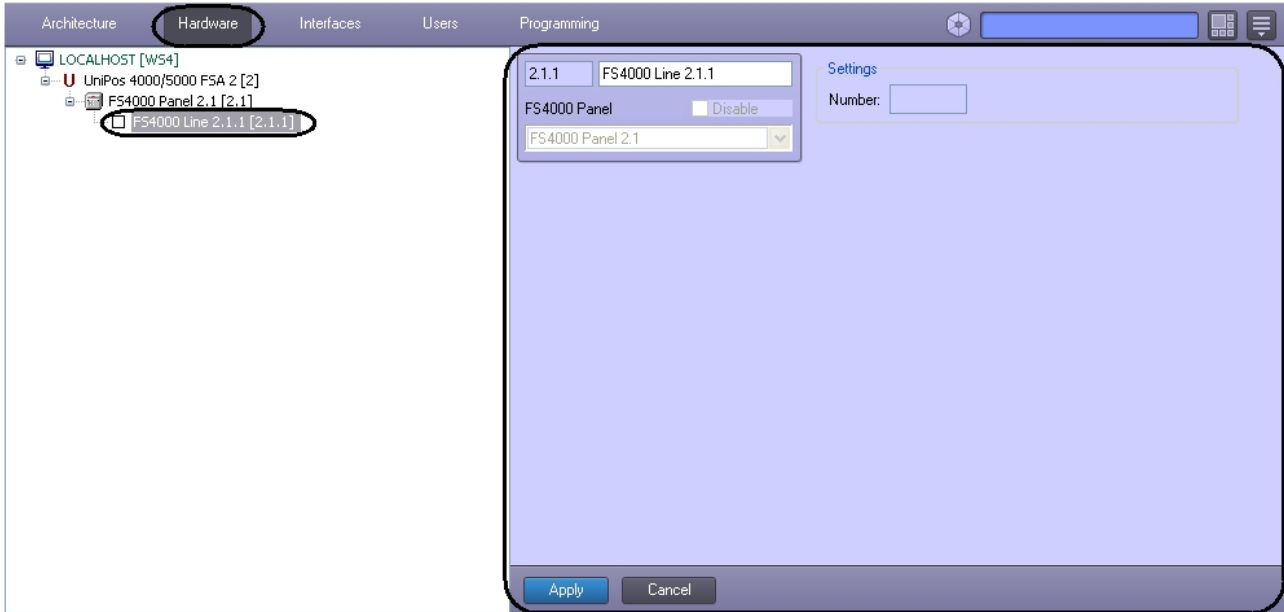 Architecture Hardware Interfaces Users Programming
LOCALHOST [WS4]
U UniPos 4000/5000 FSA 2 [2]
FS4000 Panel 2.1 [2.1]
FS4000 Line 2.1.1 [2.1.1]
2.1.1 FS4000 Line 2.1.1
FS4000 Panel Disable
FS4000 Panel 2.1
Settings
Number:
Apply Cancel